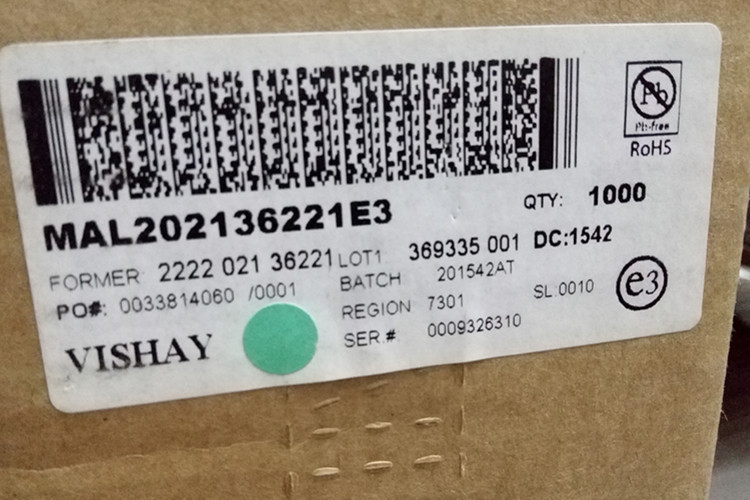 Pb
Pb-free
RoHS
MAL202136221E3
QTY: 1000
FORMER 2222 021 36221 LOT1 369335 001 DC:1542
PO#: 0033814060 /0001 BATCH 201542AT
REGION 7301 SL:0010 e3
VISHAY SER.# 0009326310